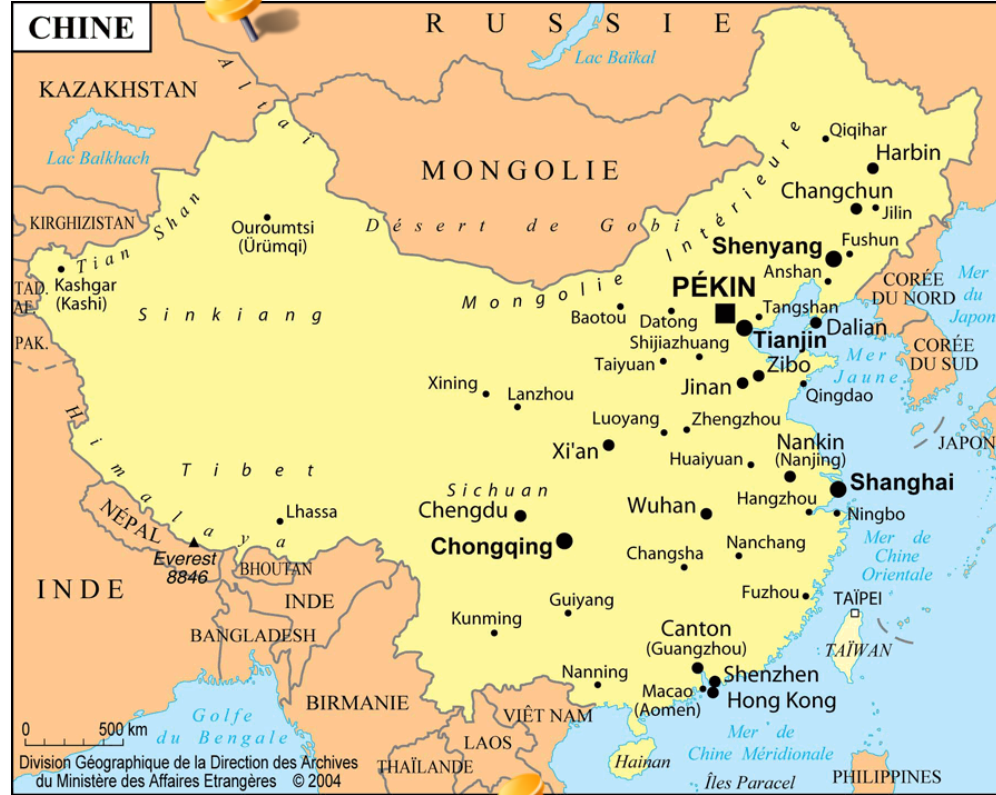 CHINE
R U S S I E
Lac Baïkal
Altaï
KAZAKHSTAN
Lac Balkhach
MONGOLIE
Qiqihar
Harbin
Changchun
Jilin
KIRGHIZISTAN
Tian Shan
Ouroumtsi
(Ürümqi)
Désert de Gobi
Mongolie Intérieure
Shenyang
Fushun
Anshan
Kashgar
(Kashi)
TAD.
AF.
PAK.
Sinkiang
PÉKIN
Baotou
Datong
Tangshan
Tianjin
Dalian
CORÉE
DU NORD
Mer
du
Japon
CORÉE
DU SUD
Shijiazhuang
Taiyuan
Zibo
Jinan
Mer
Jaune
Qingdao
Xining
Lanzhou
Luoyang
Zhengzhou
JAPON
Xi'an
Huaiyuan
Nankin
(Nanjing)
Himalaya
Tibet
Sichuan
Chengdu
Wuhan
Hangzhou
Shanghai
Ningbo
Lhassa
NÉPAL
Everest
8846
BHOUTAN
Chongqing
Changsha
Nanchang
Mer de
Chine
Orientale
INDE
INDE
Guiyang
Kunming
Fuzhou
TAÏPEI
TAÏWAN
BANGLADESH
Canton
(Guangzhou)
Nanning
Shenzhen
Macao
(Aomen)
Hong Kong
BIRMANIE
VIÊT NAM
LAOS
THAÏLANDE
Hainan
Mer de
Chine Méridionale
Îles Paracel
PHILIPPINES
Golfe
du Bengale
0 500 km
Division Géographique de la Direction des Archives
du Ministère des Affaires Etrangères © 2004